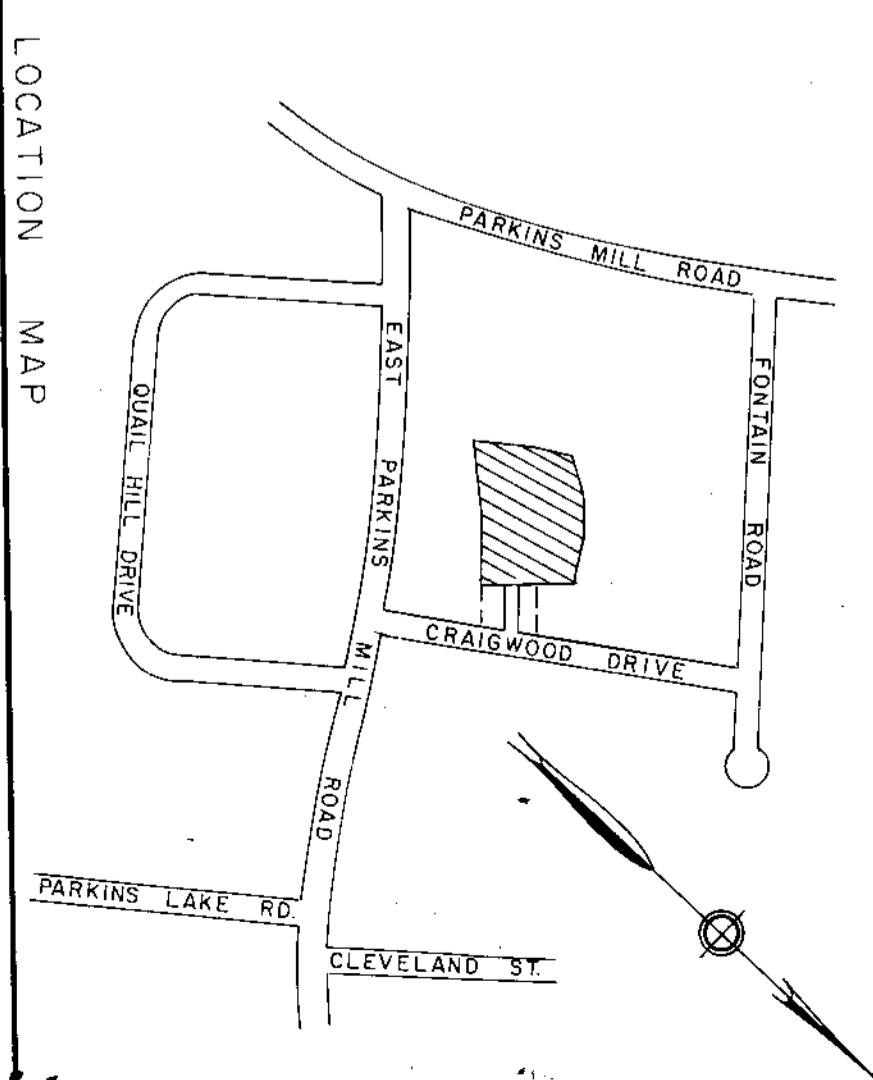 LOCATION MAP
PARKINS MILL ROAD
FONTAIN ROAD
EAST PARKINS MILL ROAD
QUAIL HILL DRIVE
CRAIGWOOD DRIVE
PARKINS LAKE RD.
CLEVELAND ST.